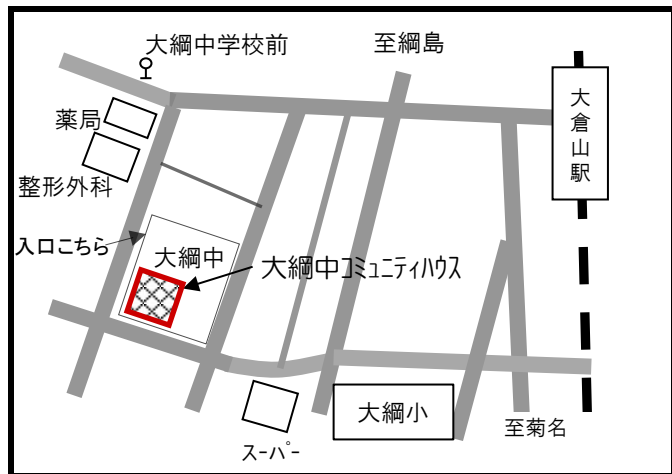 大綱中学校前
至綱島
大倉山駅
薬局
整形外科
入口こちら
大綱中
大綱中ｺﾐｭﾆﾃｨﾊｳｽ
大綱小
至菊名
ｽｰﾊﾟｰ